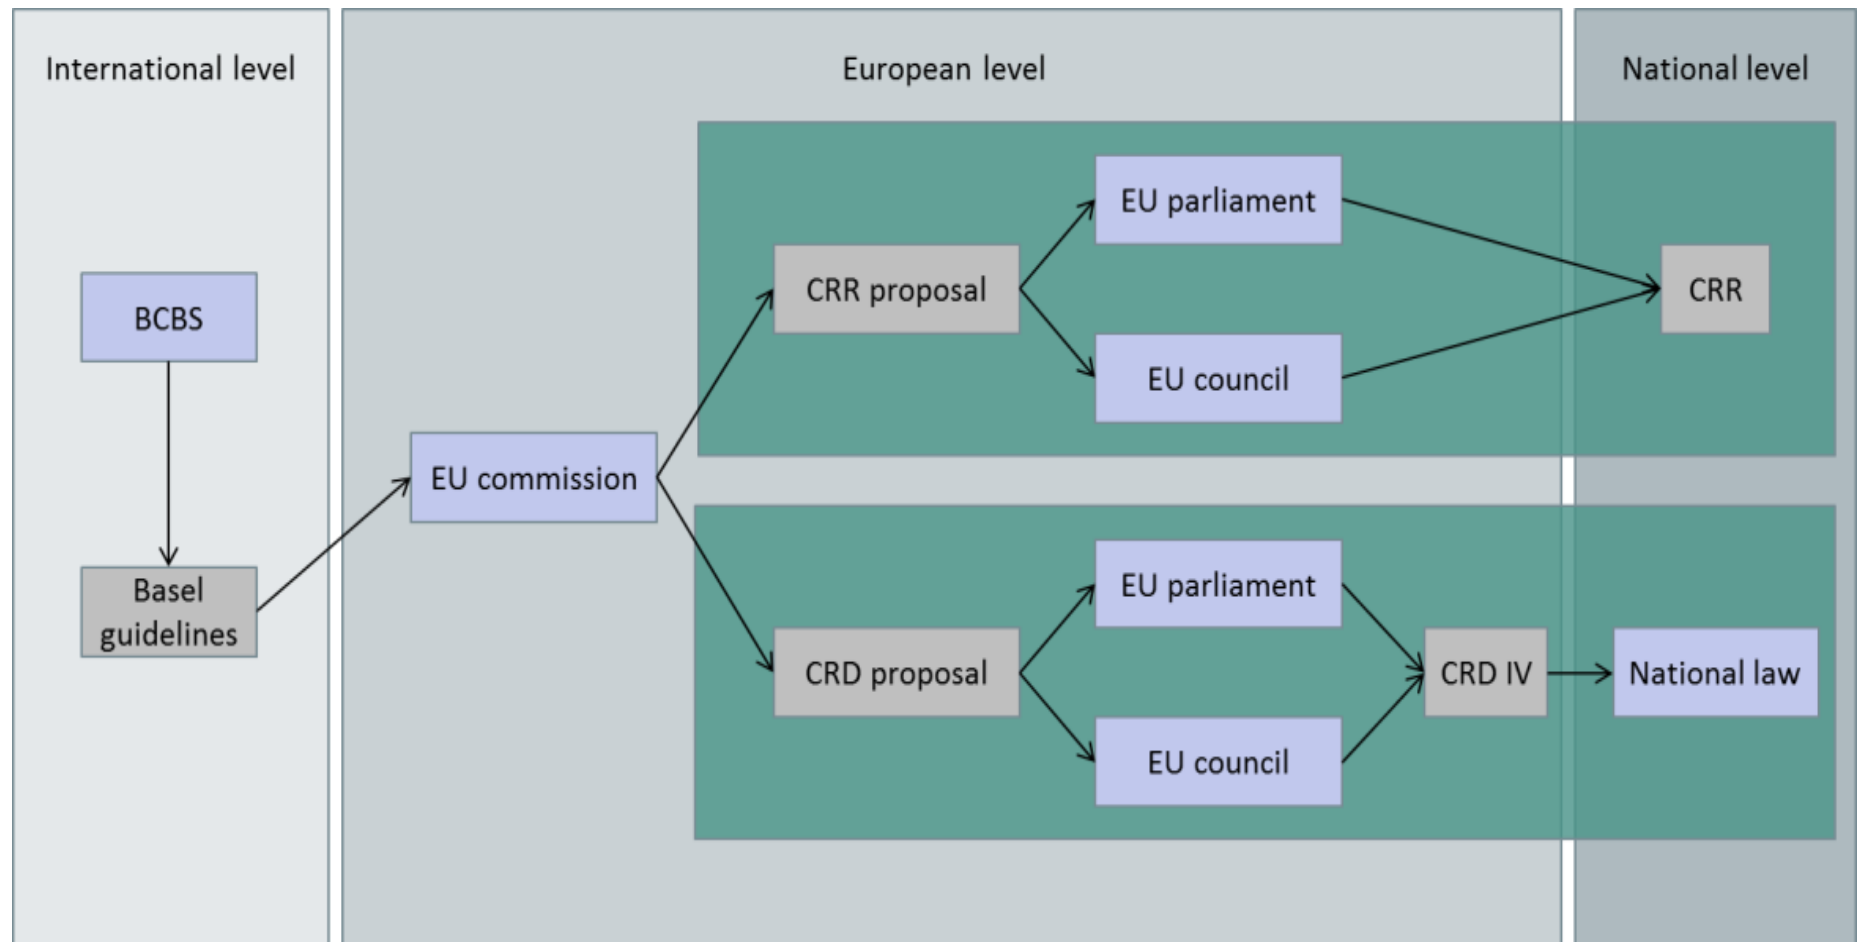 International level
European level
National level
BCBS
Basel
guidelines
EU commission
CRR proposal
EU parliament
EU council
CRR
CRD proposal
EU parliament
EU council
CRD IV
National law